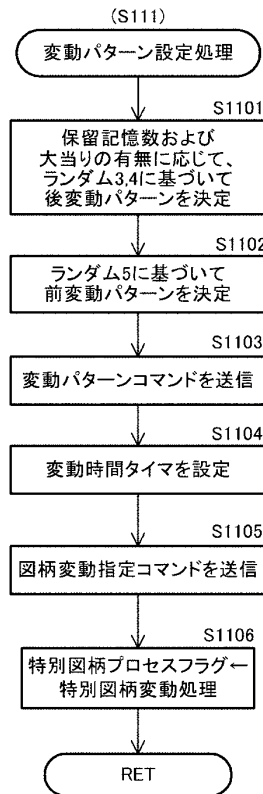 (S111)
変動パターン設定処理
S1101
保留記憶数および
大当りの有無に応じて、
ランダム3,4に基づいて
後変動パターンを決定
S1102
ランダム5に基づいて
前変動パターンを決定
S1103
変動パターンコマンドを送信
S1104
変動時間タイマを設定
S1105
図柄変動指定コマンドを送信
S1106
特別図柄プロセスフラグ←
特別図柄変動処理
RET